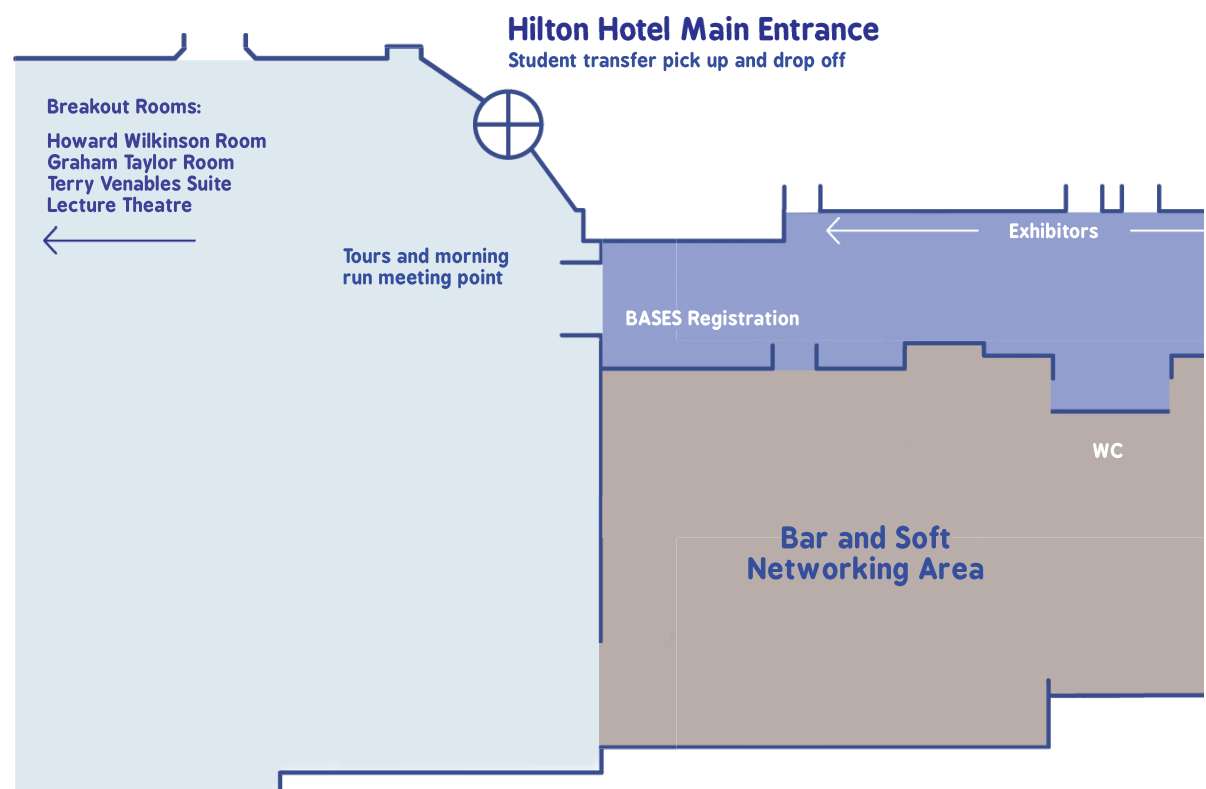 Hilton Hotel Main Entrance
Student transfer pick up and drop off
Breakout Rooms:
Howard Wilkinson Room
Graham Taylor Room
Terry Venables Suite
Lecture Theatre
Tours and morning
run meeting point
Exhibitors
BASES Registration
WC
Bar and Soft
Networking Area